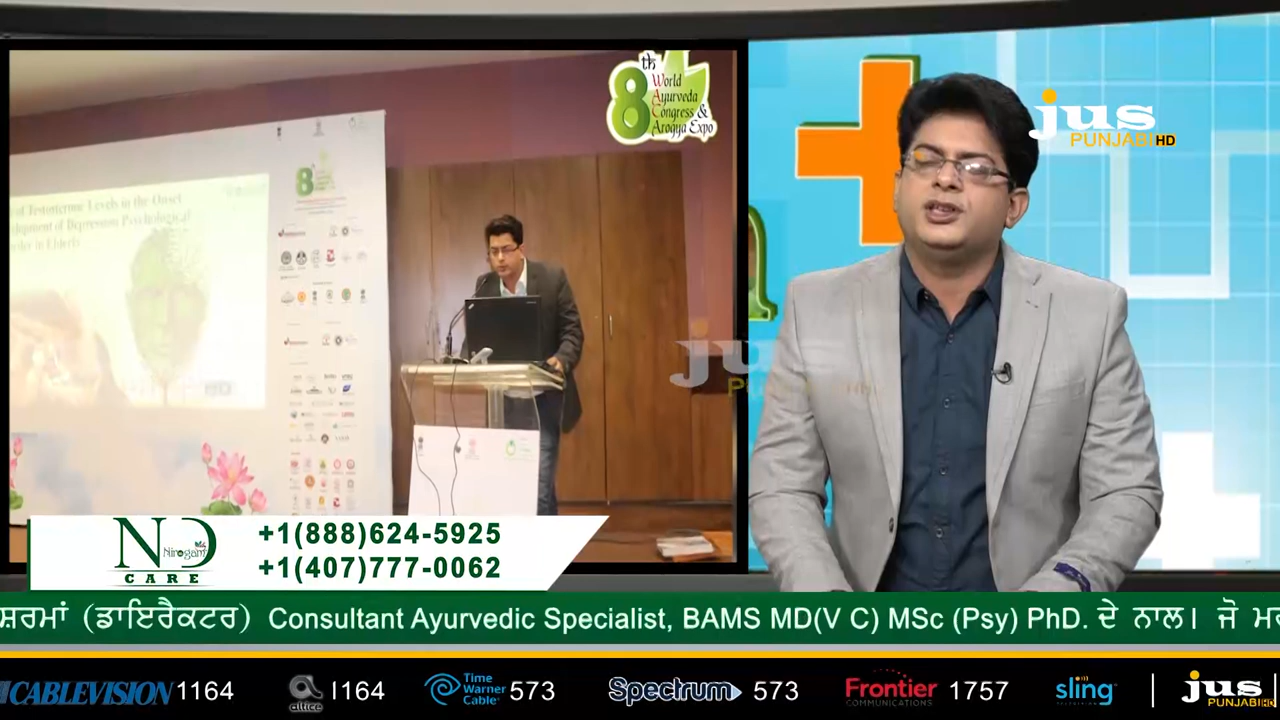 8th
World
Ayurveda
Congress &
Arogya Expo
of Testosterone Levels in the Onset
Depression Psychological
in Elderly
jus
PUNJABI HD
jus
ND
Nirogam
CARE
+1(888)624-5925
+1(407)777-0062
ਸ਼ਰਮਾਂ (ਡਾਇਰੈਕਟਰ) Consultant Ayurvedic Specialist, BAMS MD(V C) MSc (Psy) PhD. ਦੇ ਨਾਲ। ਜੋ
CABLEVISION 1164
altice 1164
Time Warner Cable 573
Spectrum 573
Frontier COMMUNICATIONS 1757
sling
jus PUNJABI HD